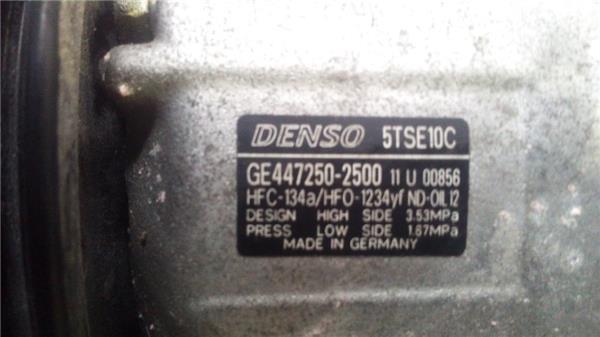 DENSO 5TSE10C
GE447250-2500 11 U 00856
HFC-134a/HFO-1234yf ND-OIL12
DESIGN HIGH SIDE 3.53MPa
PRESS LOW SIDE 1.67MPa
MADE IN GERMANY